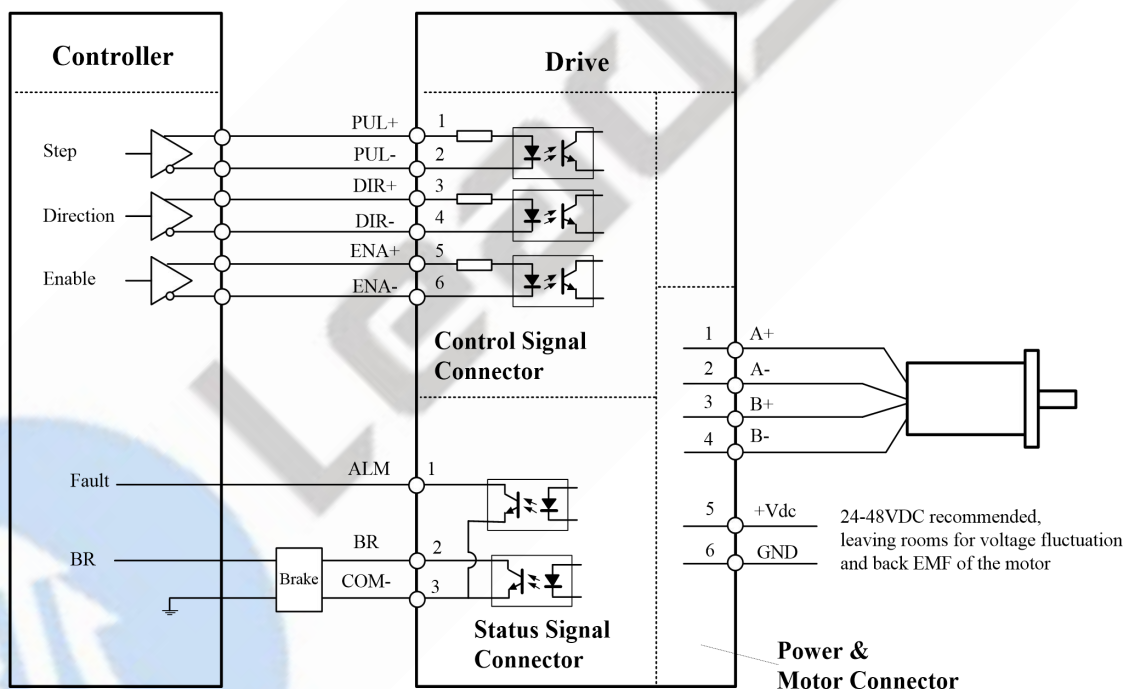 Controller
Drive
Step
PUL+ 1
PUL- 2
Direction
DIR+ 3
DIR- 4
Enable
ENA+ 5
ENA- 6
Control Signal
Connector
1 A+
2 A-
3 B+
4 B-
Fault
ALM 1
BR
BR 2
Brake
COM- 3
Status Signal
Connector
5 +Vdc
6 GND
24-48VDC recommended,
leaving rooms for voltage fluctuation
and back EMF of the motor
Power &
Motor Connector